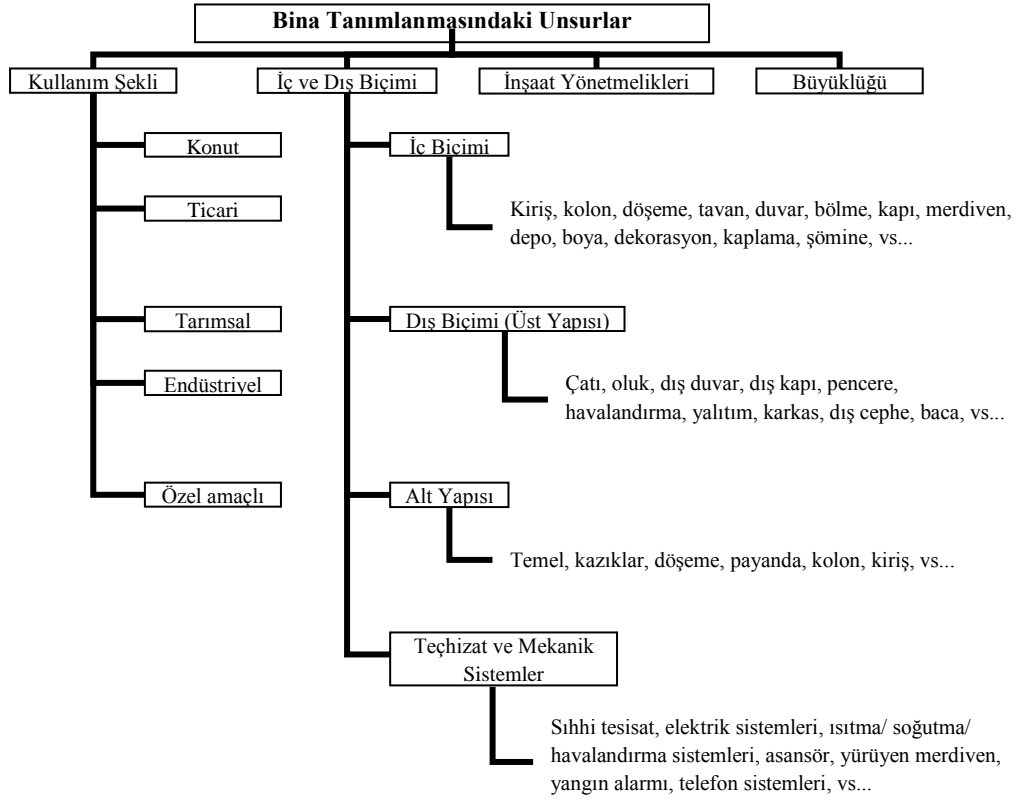 Bina Tanımlanmasındaki Unsurlar
Kullanım Şekli
İç ve Dış Biçimi
İnşaat Yönetmelikleri
Büyüklüğü
Konut
Ticari
Tarımsal
Endüstriyel
Özel amaçlı
İç Biçimi
Kiriş, kolon, döşeme, tavan, duvar, bölme, kapı, merdiven,
depo, boya, dekorasyon, kaplama, şömine, vs...
Dış Biçimi (Üst Yapısı)
Çatı, oluk, dış duvar, dış kapı, pencere,
havalandırma, yalıtım, karkas, dış cephe, baca, vs...
Alt Yapısı
Temel, kazıklar, döşeme, payanda, kolon, kiriş, vs...
Teçhizat ve Mekanik
Sistemler
Sıhhi tesisat, elektrik sistemleri, ısıtma/ soğutma/
havalandırma sistemleri, asansör, yürüyen merdiven,
yangın alarmı, telefon sistemleri, vs...